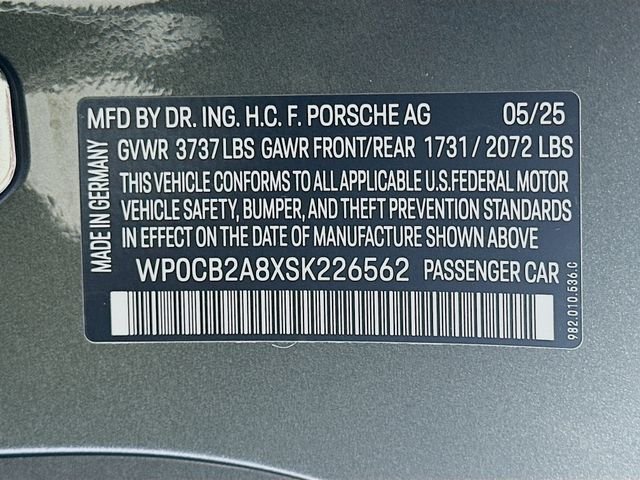 MFD BY DR. ING. H.C. F. PORSCHE AG 05/25
GVWR 3737 LBS GAWR FRONT/REAR 1731 / 2072 LBS
THIS VEHICLE CONFORMS TO ALL APPLICABLE U.S.FEDERAL MOTOR
VEHICLE SAFETY, BUMPER, AND THEFT PREVENTION STANDARDS
IN EFFECT ON THE DATE OF MANUFACTURE SHOWN ABOVE
WP0CB2A8XSK226562 PASSENGER CAR
MADE IN GERMANY
982.010.536.C